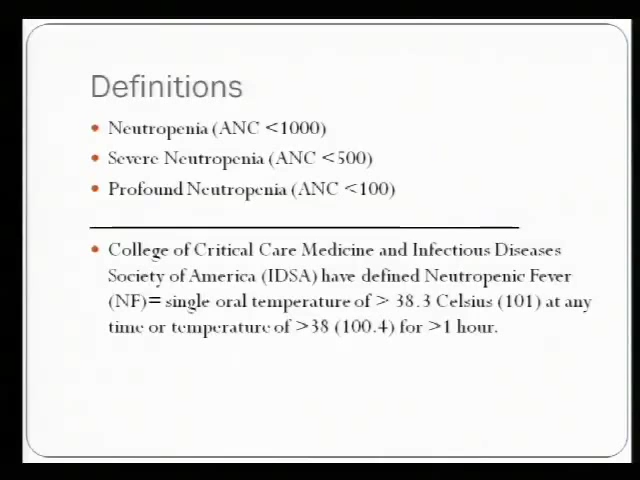 Definitions
Neutropenia (ANC <1000)
Severe Neutropenia (ANC <500)
Profound Neutropenia (ANC <100)
College of Critical Care Medicine and Infectious Diseases
Society of America (IDSA) have defined Neutropenic Fever
(NF)= single oral temperature of > 38.3 Celsius (101) at any
time or temperature of >38 (100.4) for >1 hour.